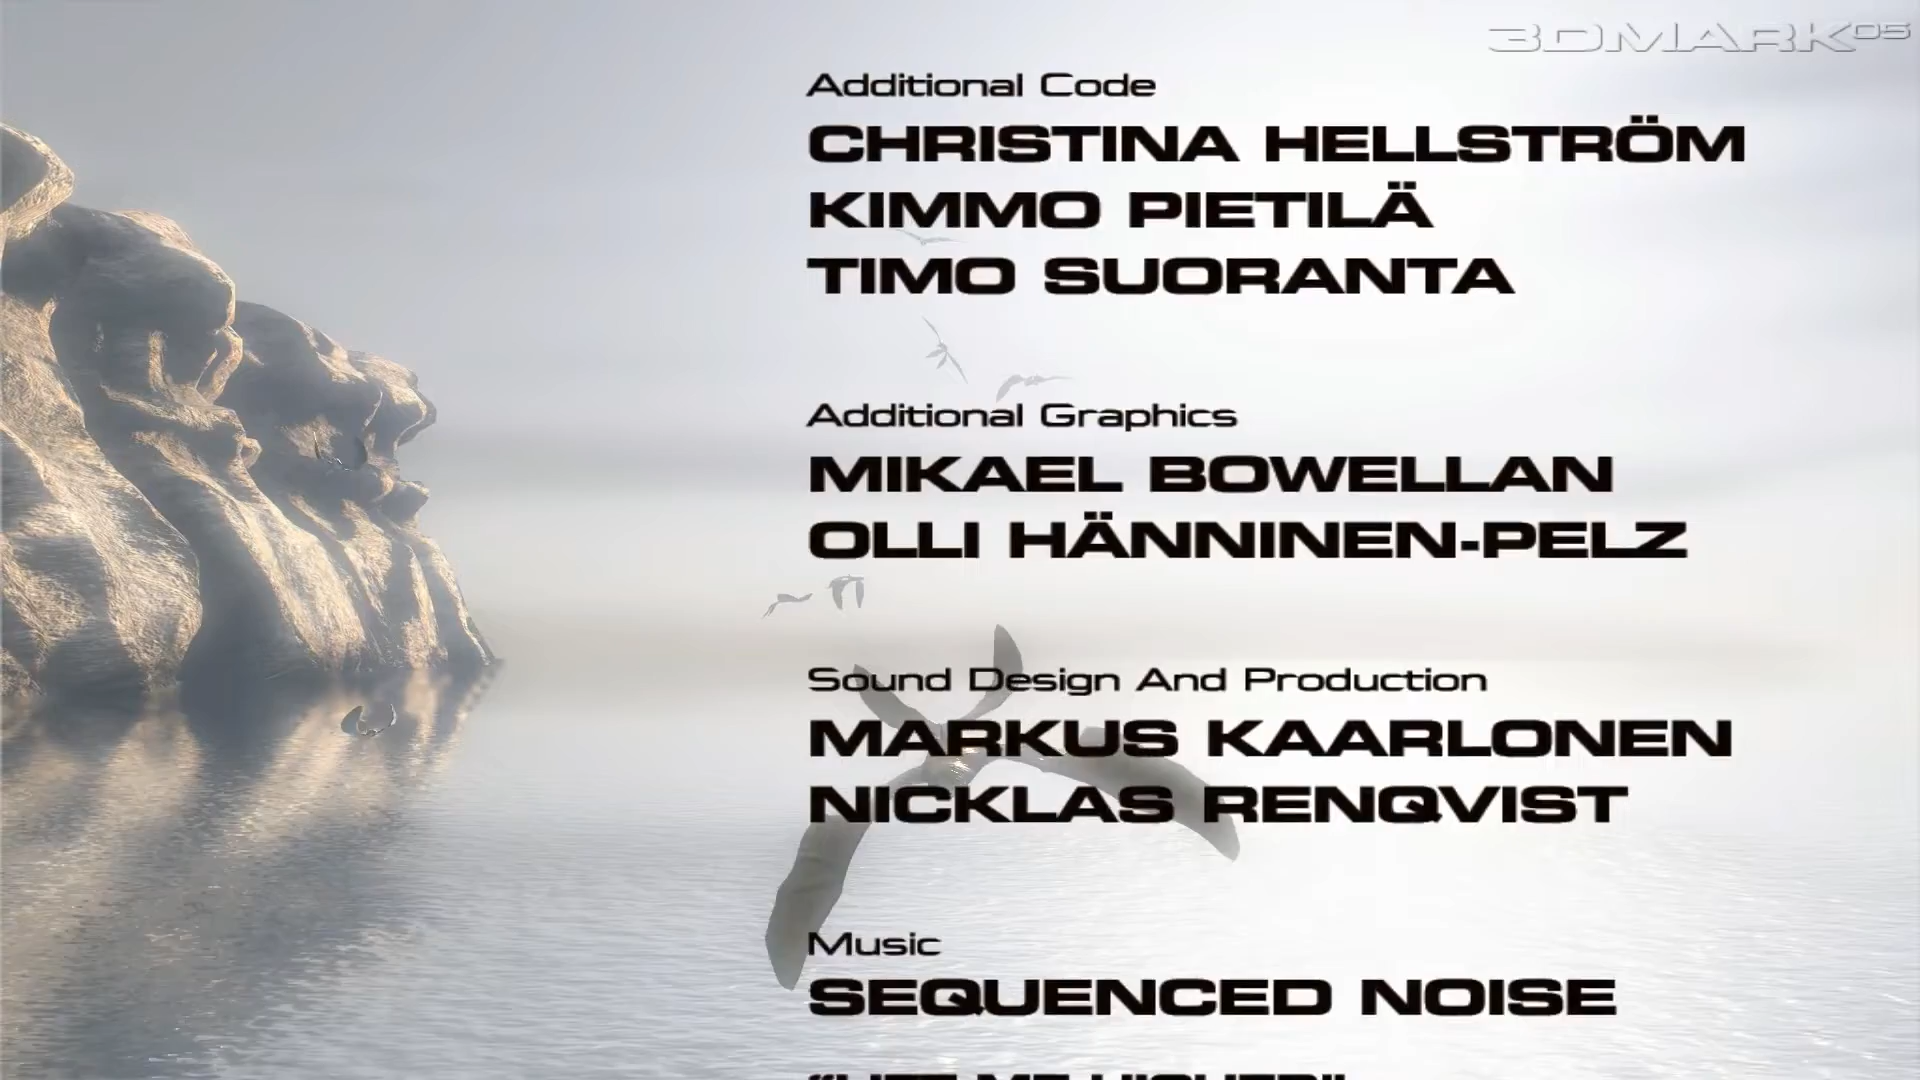 3DMARK05
Additional Code
CHRISTINA HELLSTRÖM
KIMMO PIETILÄ
TIMO SUORANTA
Additional Graphics
MIKAEL BOWELLAN
OLLI HÄNNINEN-PELZ
Sound Design And Production
MARKUS KAARLONEN
NICKLAS RENQVIST
Music
SEQUENCED NOISE